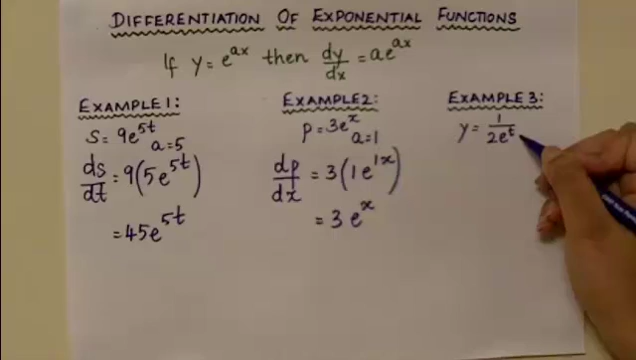 DIFFERENTIATION OF EXPONENTIAL FUNCTIONS
If y = e^{ax} then dy/dx = ae^{ax}
EXAMPLE 1:
s = 9e^{5t}
a = 5
ds/dt = 9(5e^{5t})
= 45e^{5t}
EXAMPLE 2:
p = 3e^{x}
a = 1
dp/dx = 3(1e^{1x})
= 3e^{x}
EXAMPLE 3:
y = 1/2e^{t}